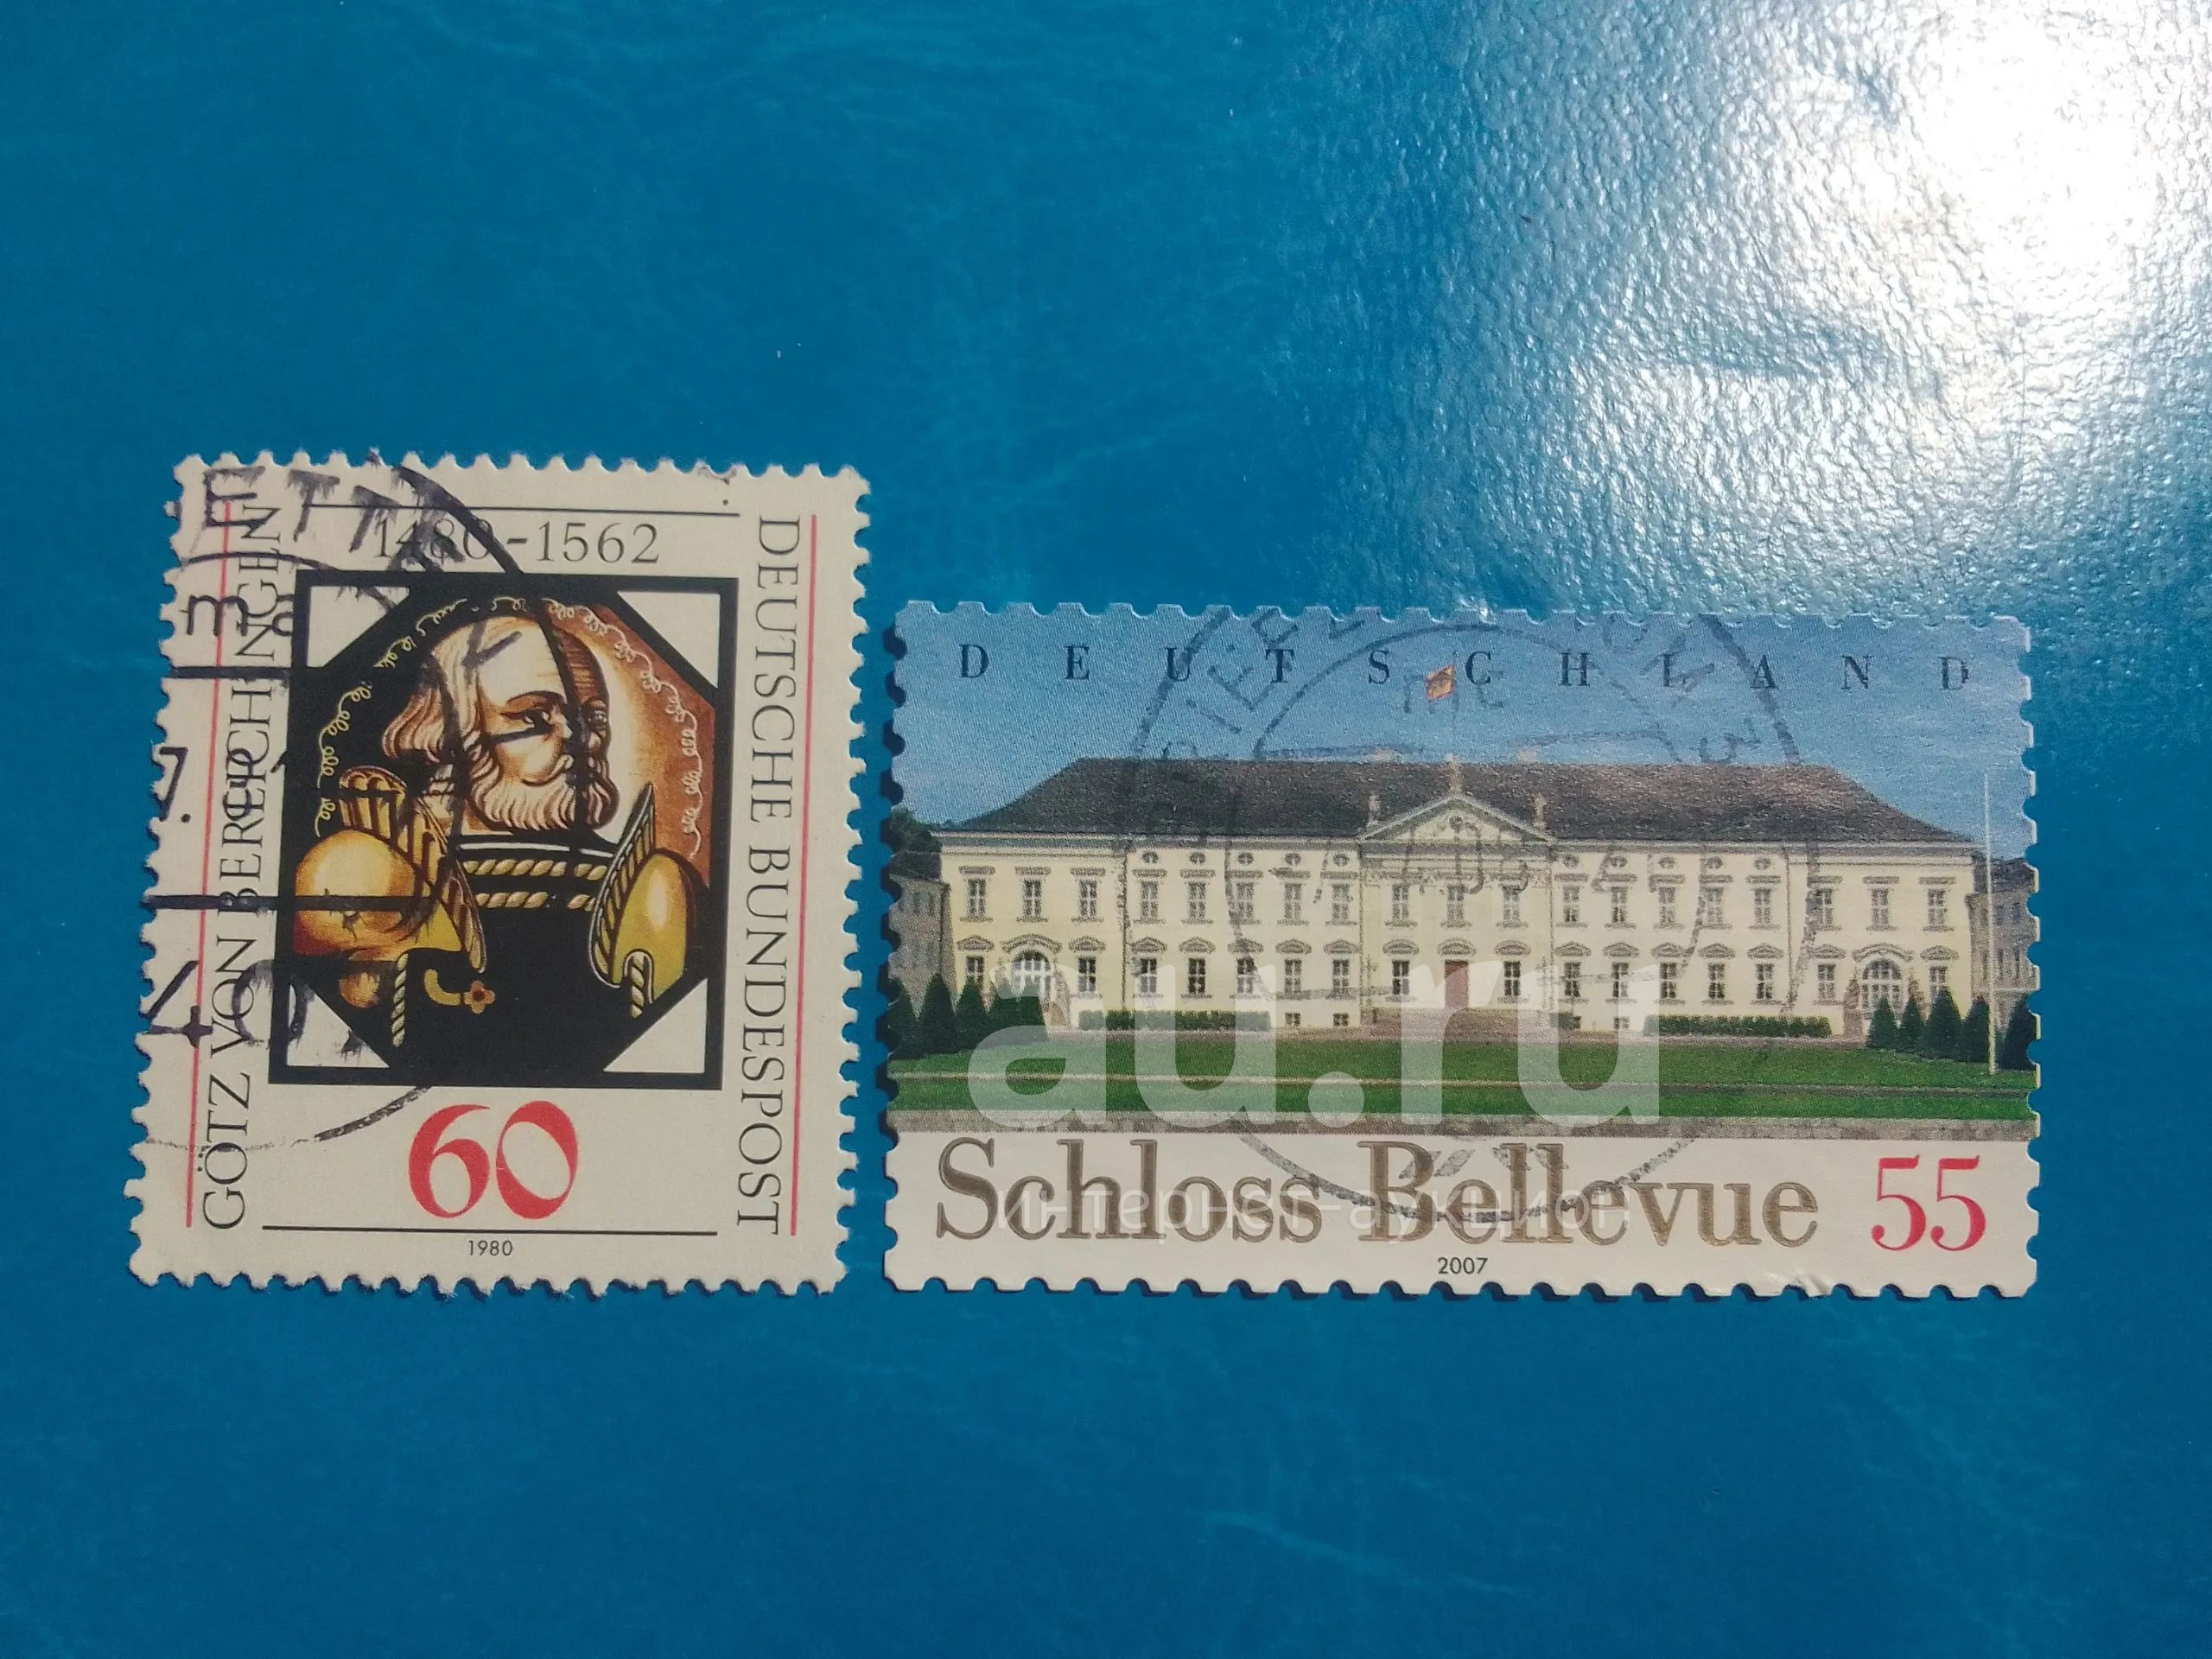 1480-1562
GÖTZ VON BERLICHINGEN
DEUTSCHE BUNDESPOST
60
1980
DEUTSCHLAND
Schloss Bellevue 55
2007
au.ru
интернет-аукцион